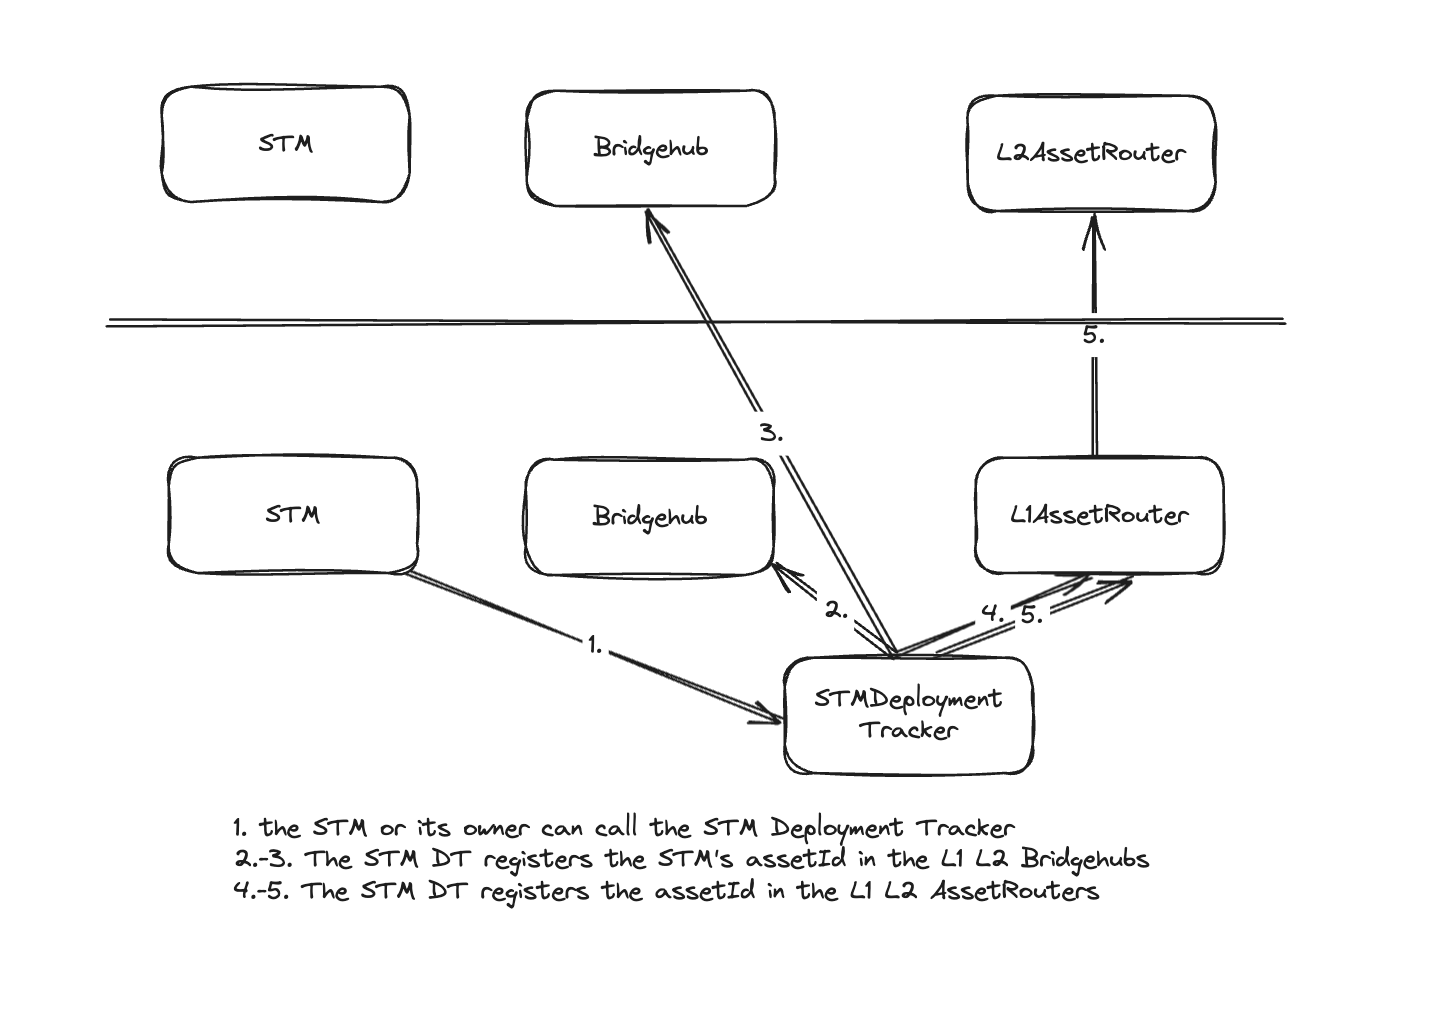 STM
Bridgehub
L2AssetRouter
5.
3.
STM
Bridgehub
L1AssetRouter
2.
4.
5.
1.
STMDeployment
Tracker
1. the STM or its owner can call the STM Deployment Tracker
2.-3. The STM DT registers the STM's assetId in the L1 L2 Bridgehubs
4.-5. The STM DT registers the assetId in the L1 L2 AssetRouters